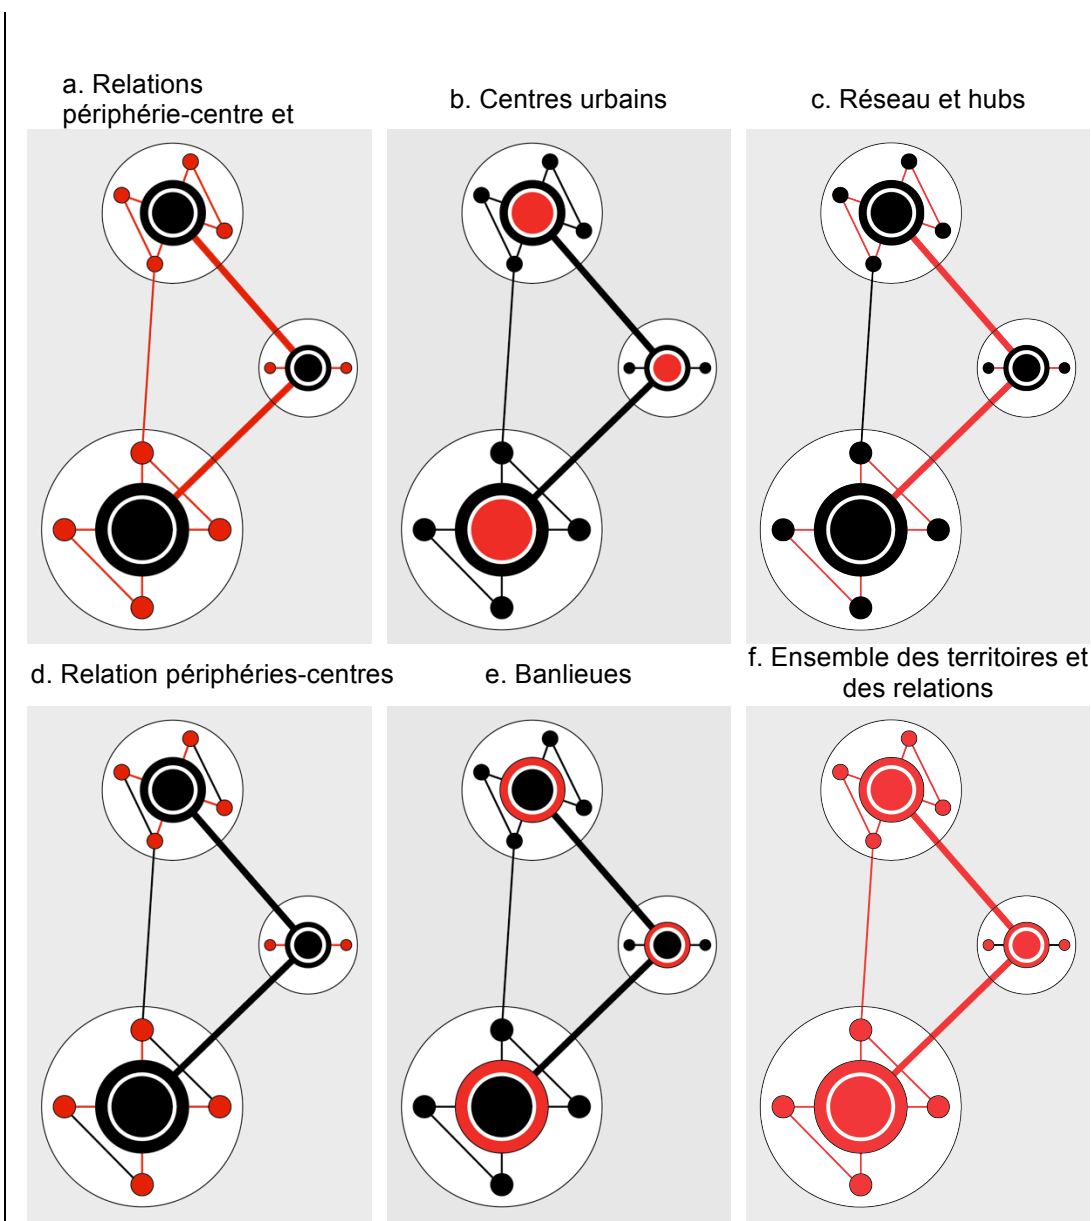 a. Relations
périphérie-centre et
b. Centres urbains
c. Réseau et hubs
d. Relation périphéries-centres
e. Banlieues
f. Ensemble des territoires et
des relations